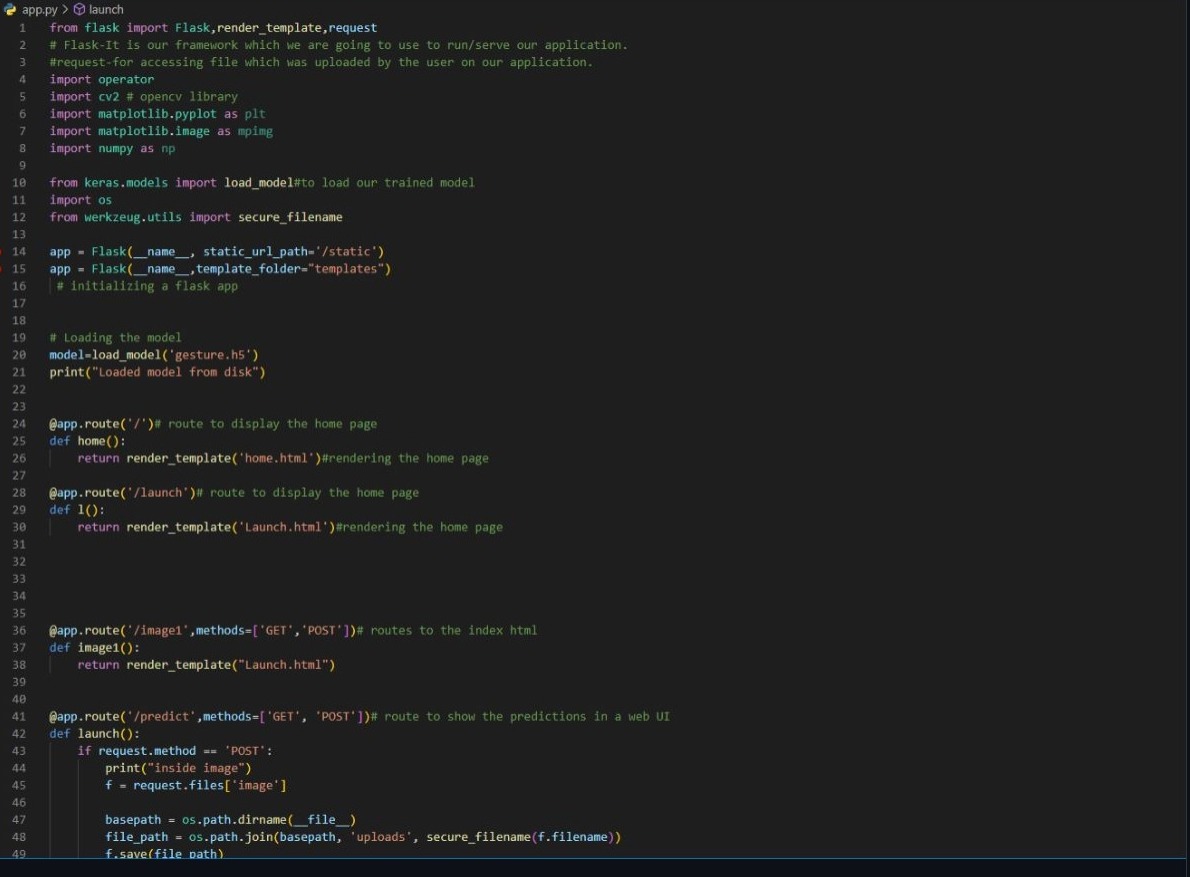 app.py > launch
1 from flask import Flask,render_template,request
2 # Flask-It is our framework which we are going to use to run/serve our application.
3 #request-for accessing file which was uploaded by the user on our application.
4 import operator
5 import cv2 # opencv library
6 import matplotlib.pyplot as plt
7 import matplotlib.image as mpimg
8 import numpy as np
9
10 from keras.models import load_model#to load our trained model
11 import os
12 from werkzeug.utils import secure_filename
13
14 app = Flask(__name__, static_url_path='/static')
15 app = Flask(__name__,template_folder="templates")
16  # initializing a flask app
17
18
19 # Loading the model
20 model=load_model('gesture.h5')
21 print("Loaded model from disk")
22
23
24 @app.route('/')# route to display the home page
25 def home():
26     return render_template('home.html')#rendering the home page
27
28 @app.route('/launch')# route to display the home page
29 def l():
30     return render_template('Launch.html')#rendering the home page
31
32
33
34
35
36 @app.route('/image1',methods=['GET','POST'])# routes to the index html
37 def image1():
38     return render_template("Launch.html")
39
40
41 @app.route('/predict',methods=['GET', 'POST'])# route to show the predictions in a web UI
42 def launch():
43     if request.method == 'POST':
44         print("inside image")
45         f = request.files['image']
46
47         basepath = os.path.dirname(__file__)
48         file_path = os.path.join(basepath, 'uploads', secure_filename(f.filename))
49         f.save(file_path)